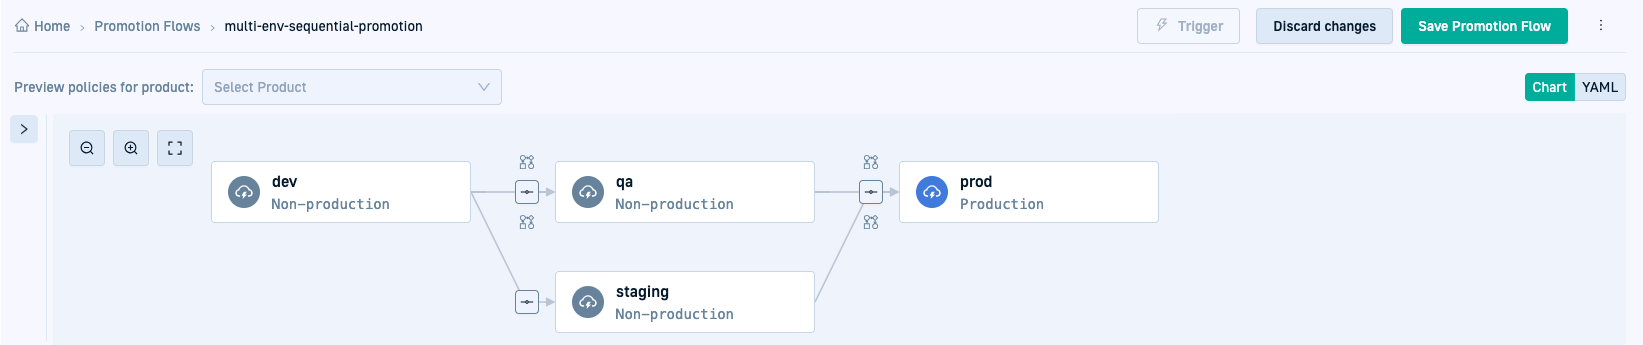 Home > Promotion Flows > multi-env-sequential-promotion
Trigger
Discard changes
Save Promotion Flow
Preview policies for product:
Select Product
Chart
YAML
dev
Non-production
qa
Non-production
prod
Production
staging
Non-production